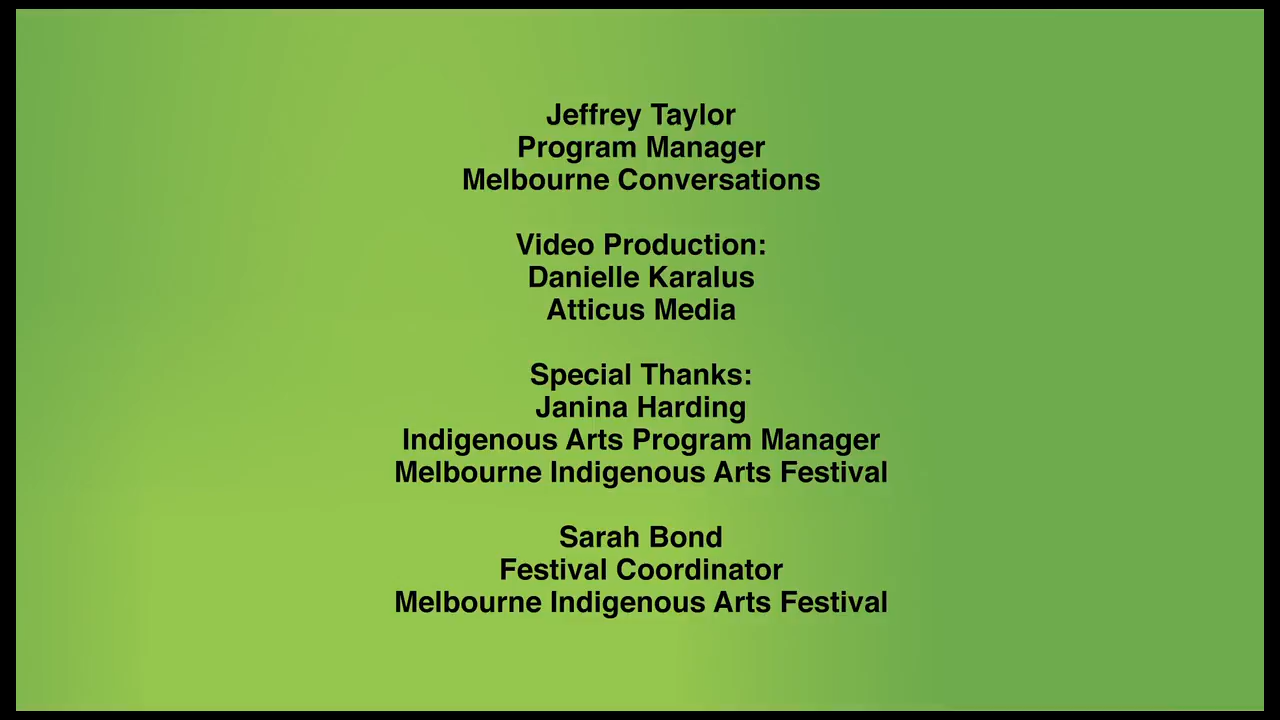 Jeffrey Taylor
Program Manager
Melbourne Conversations
Video Production:
Danielle Karalus
Atticus Media
Special Thanks:
Janina Harding
Indigenous Arts Program Manager
Melbourne Indigenous Arts Festival
Sarah Bond
Festival Coordinator
Melbourne Indigenous Arts Festival